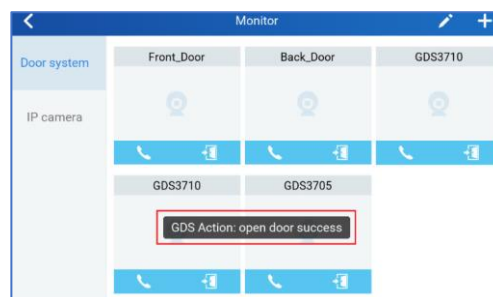 Monitor
Door system
Front_Door
Back_Door
GDS3710
IP camera
GDS3710
GDS3705
GDS Action: open door success